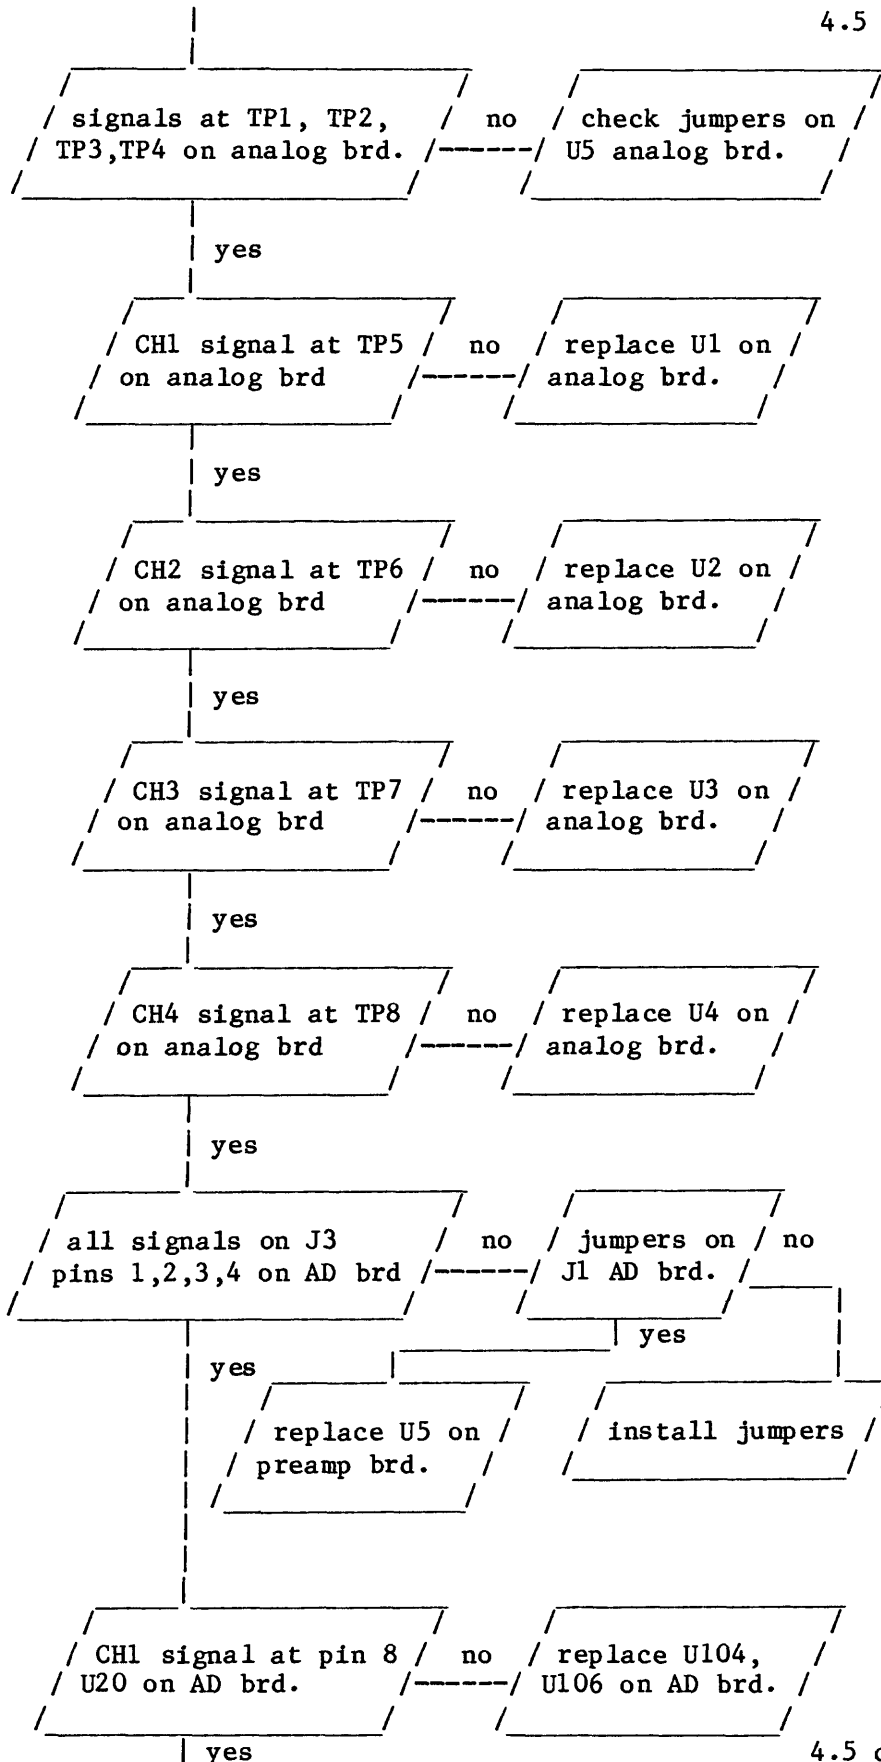 4.5
signals at TP1, TP2,
TP3,TP4 on analog brd.
no
check jumpers on
U5 analog brd.
yes
CH1 signal at TP5
on analog brd
no
replace U1 on
analog brd.
yes
CH2 signal at TP6
on analog brd
no
replace U2 on
analog brd.
yes
CH3 signal at TP7
on analog brd
no
replace U3 on
analog brd.
yes
CH4 signal at TP8
on analog brd
no
replace U4 on
analog brd.
yes
all signals on J3
pins 1,2,3,4 on AD brd
no
jumpers on
J1 AD brd.
no
yes
yes
replace U5 on
preamp brd.
install jumpers
CH1 signal at pin 8
U20 on AD brd.
no
replace U104,
U106 on AD brd.
yes
4.5